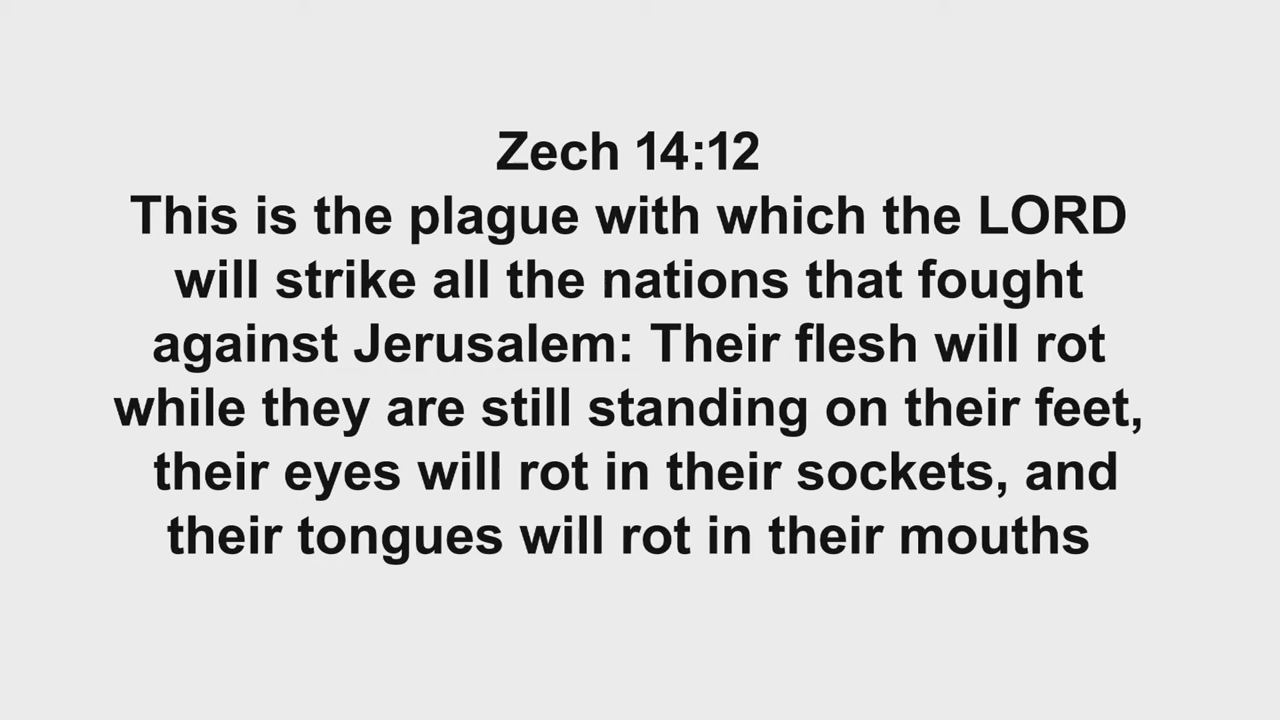 Zech 14:12
This is the plague with which the LORD
will strike all the nations that fought
against Jerusalem: Their flesh will rot
while they are still standing on their feet,
their eyes will rot in their sockets, and
their tongues will rot in their mouths